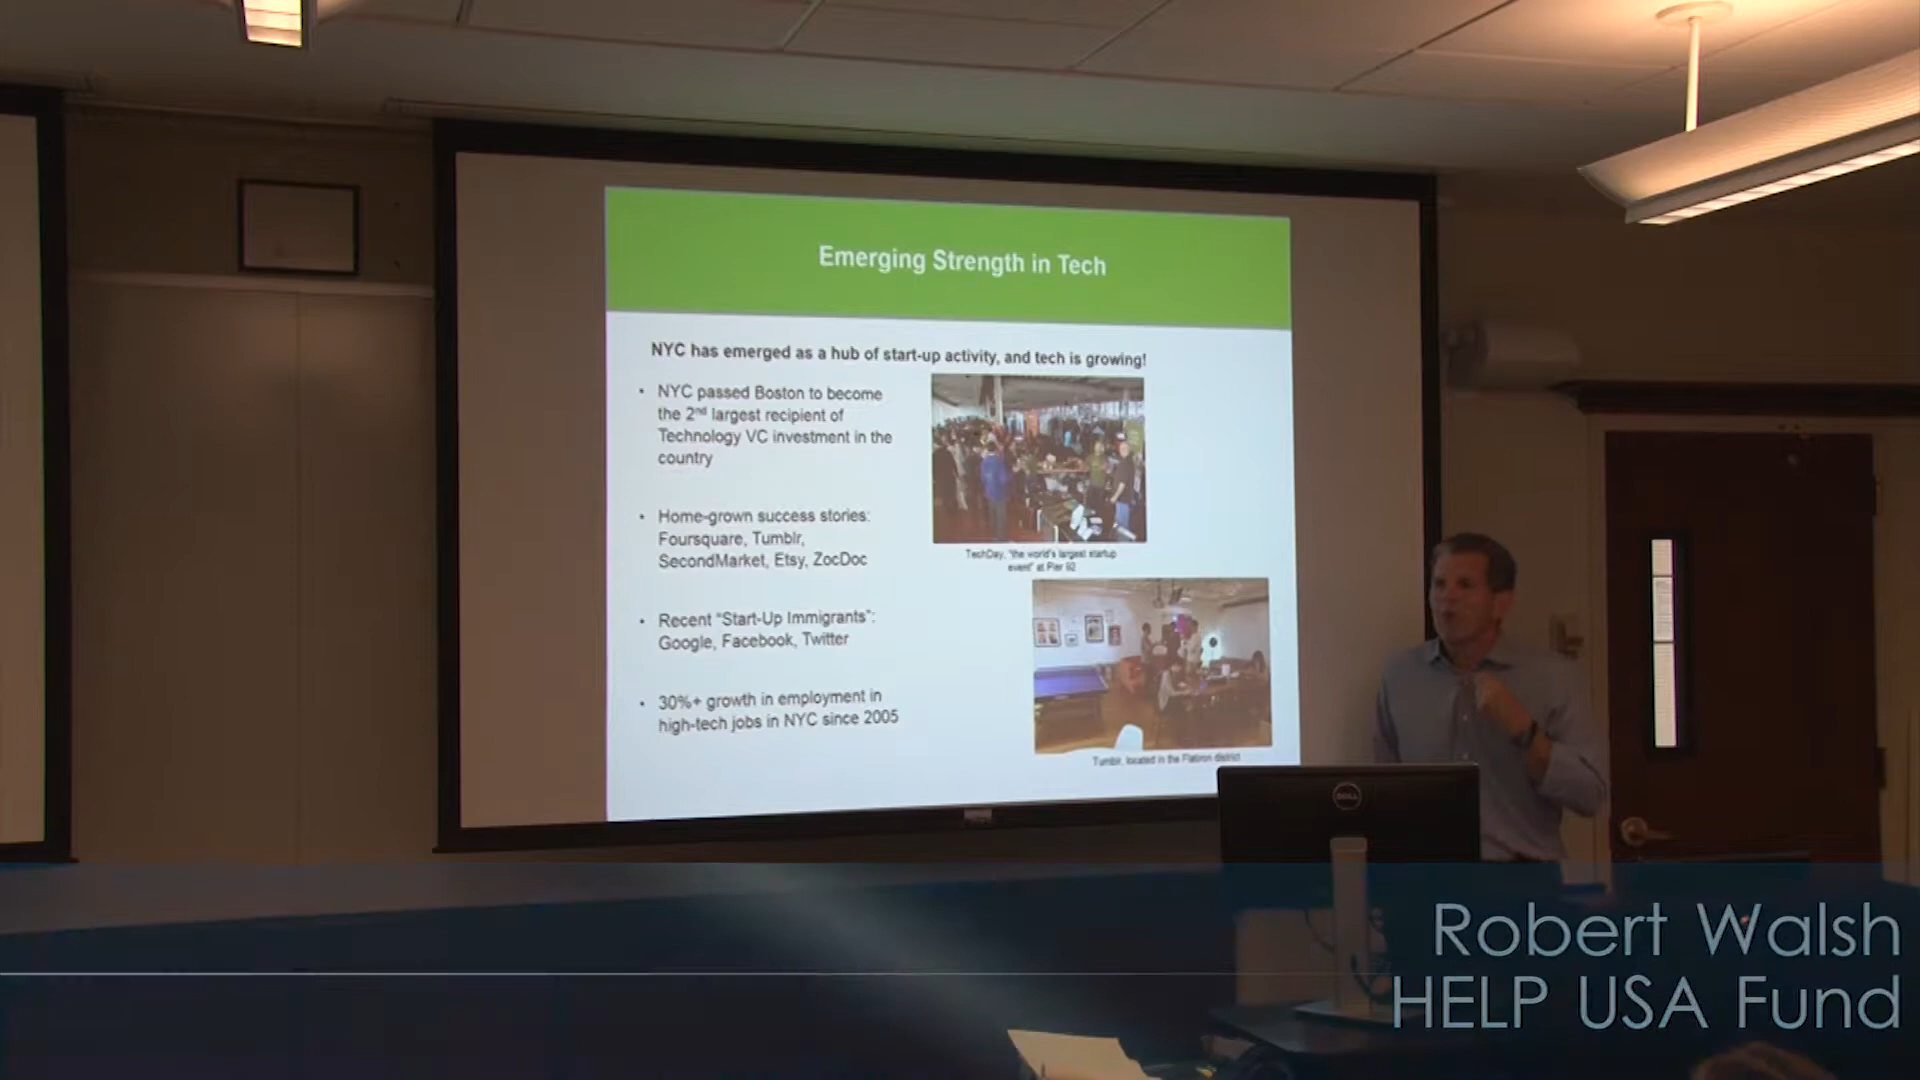 Emerging Strength in Tech
NYC has emerged as a hub of start-up activity, and tech is growing!
• NYC passed Boston to become
the 2nd largest recipient of
Technology VC investment in the
country
• Home-grown success stories:
Foursquare, Tumblr,
SecondMarket, Etsy, ZocDoc
• Recent “Start-Up Immigrants”:
Google, Facebook, Twitter
• 30%+ growth in employment in
high-tech jobs in NYC since 2005
TechDay, “the world's largest startup
event” at Pier 92
Tumblr, located in the Flatiron district
DELL
Robert Walsh
HELP USA Fund